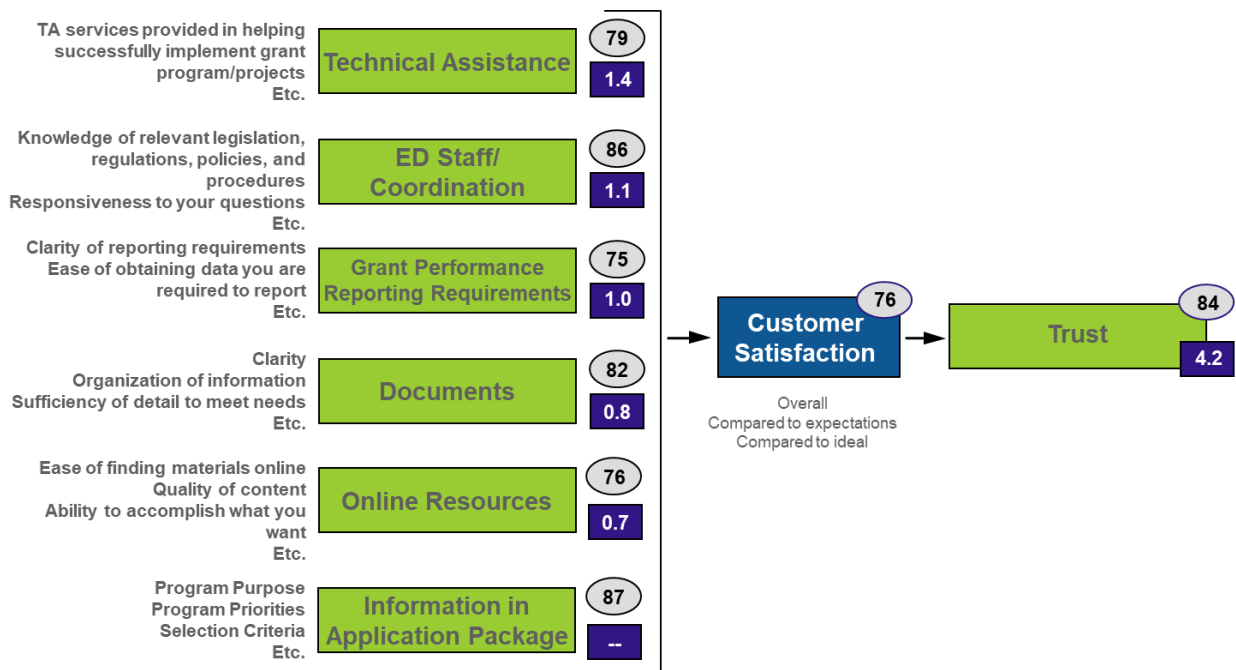 TA services provided in helping
successfully implement grant
program/projects
Etc.
Technical Assistance
79
1.4
Knowledge of relevant legislation,
regulations, policies, and
procedures
Responsiveness to your questions
Etc.
ED Staff/
Coordination
86
1.1
Clarity of reporting requirements
Ease of obtaining data you are
required to report
Etc.
Grant Performance
Reporting Requirements
75
1.0
Clarity
Organization of information
Sufficiency of detail to meet needs
Etc.
Documents
82
0.8
Ease of finding materials online
Quality of content
Ability to accomplish what you
want
Etc.
Online Resources
76
0.7
Program Purpose
Program Priorities
Selection Criteria
Etc.
Information in
Application Package
87
--
Customer
Satisfaction
76
Overall
Compared to expectations
Compared to ideal
Trust
84
4.2